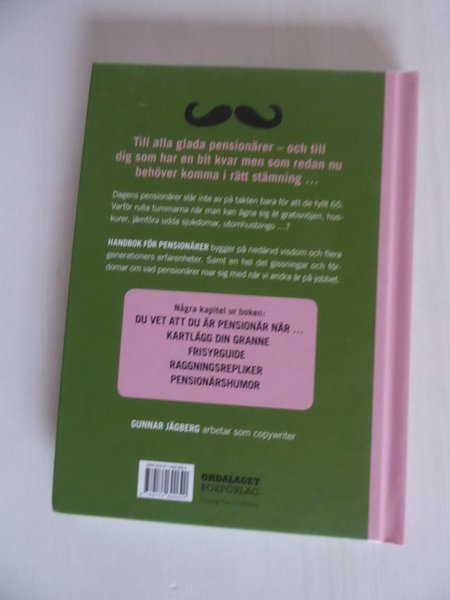 Till alla glada pensionärer – och till
dig som har en bit kvar men som redan nu
behöver komma i rätt stämning ...
Dagens pensionärer slår inte av på takten bara för att de fyllt 65.
Varför rulla tummarna när man kan ägna sig åt gratisnöjen, hus-
kurer, jämföra udda sjukdomar, utomhusbingo ...?
HANDBOK FÖR PENSIONÄRER bygger på nedärvd visdom och flera
generationers erfarenheter. Samt en hel del gissningar och för-
domar om vad pensionärer roar sig med när vi andra är på jobbet.
Några kapitel ur boken:
DU VET ATT DU ÄR PENSIONÄR NÄR ...
KARTLÄGG DIN GRANNE
FRISYRGUIDE
RAGGNINGSREPLIKER
PENSIONÄRSHUMOR
GUNNAR JÄGBERG arbetar som copywriter
ORDALAGET
BOKFÖRLAG